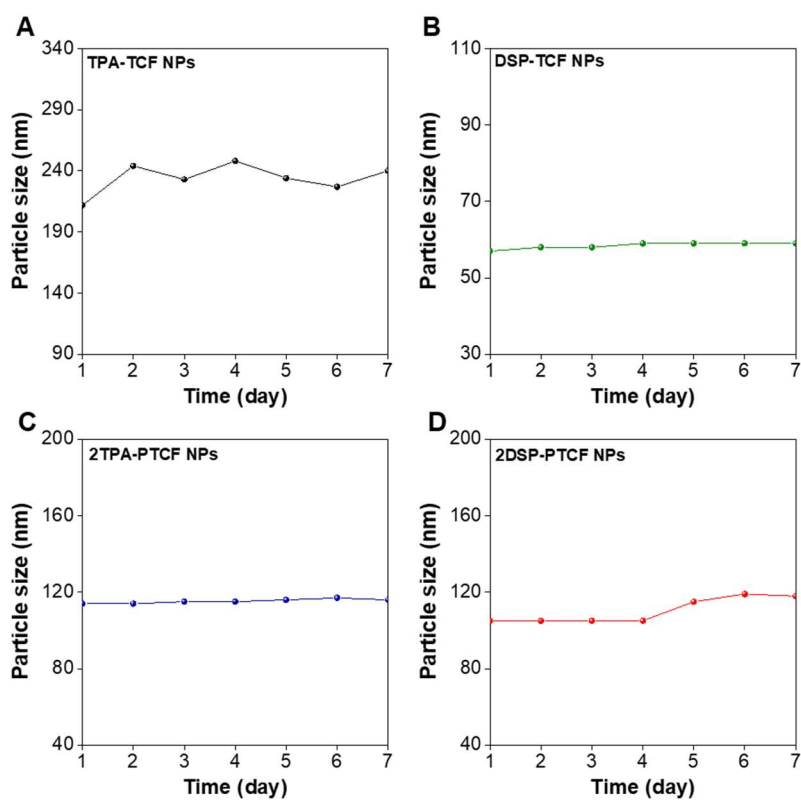 A
TPA-TCF NPs
Particle size (nm)
340
290
240
190
140
90
1 2 3 4 5 6 7
Time (day)
B
DSP-TCF NPs
Particle size (nm)
110
90
70
50
30
1 2 3 4 5 6 7
Time (day)
C
2TPA-PTCF NPs
Particle size (nm)
200
160
120
80
40
1 2 3 4 5 6 7
Time (day)
D
2DSP-PTCF NPs
Particle size (nm)
200
160
120
80
40
1 2 3 4 5 6 7
Time (day)